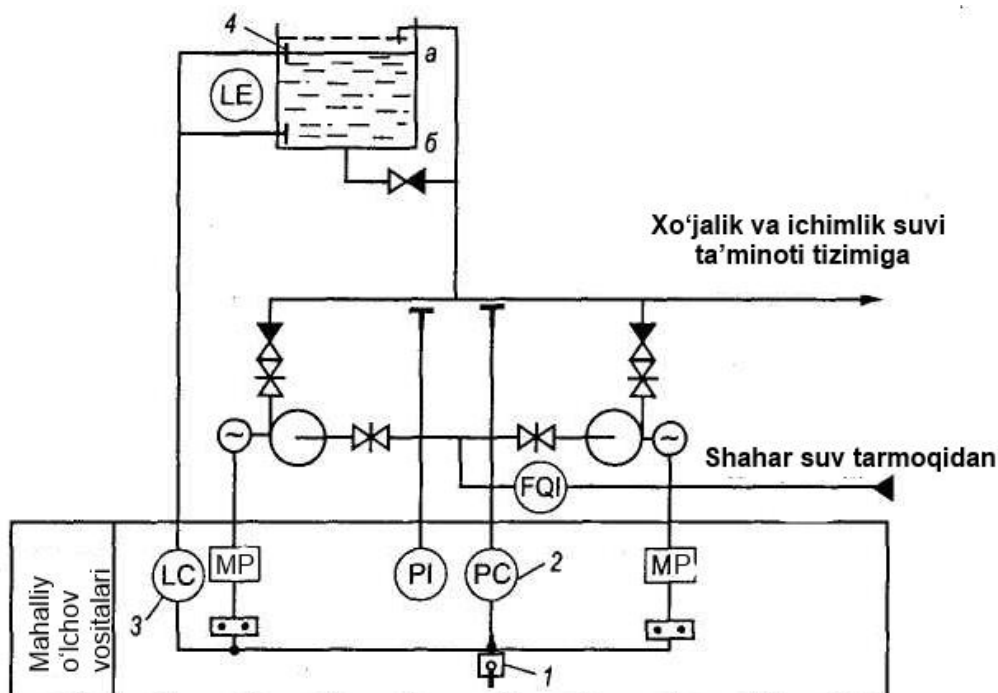 4
a
LE
б
Xo‘jalik va ichimlik suvi
ta’minoti tizimiga
~
~
Shahar suv tarmoqidan
FQI
Mahalliy
o‘lchov
vositalari
LC
MP
PI
PC
2
MP
3
1